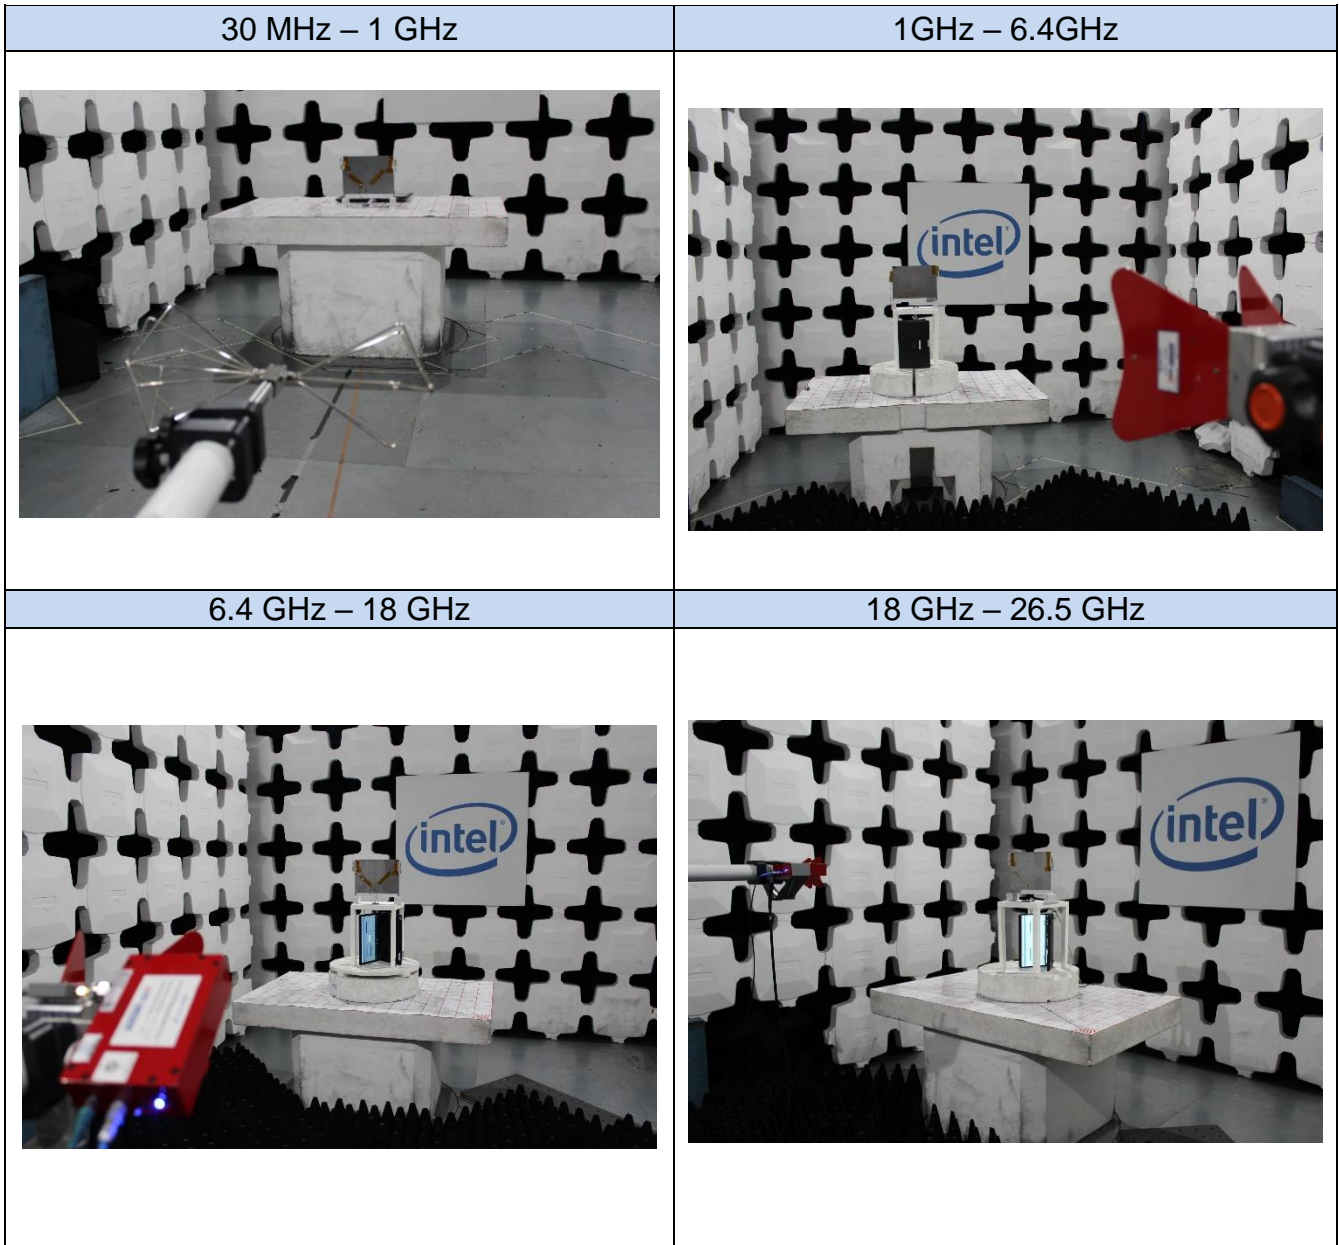 30 MHz – 1 GHz
1GHz – 6.4GHz
intel
6.4 GHz – 18 GHz
18 GHz – 26.5 GHz
intel
intel